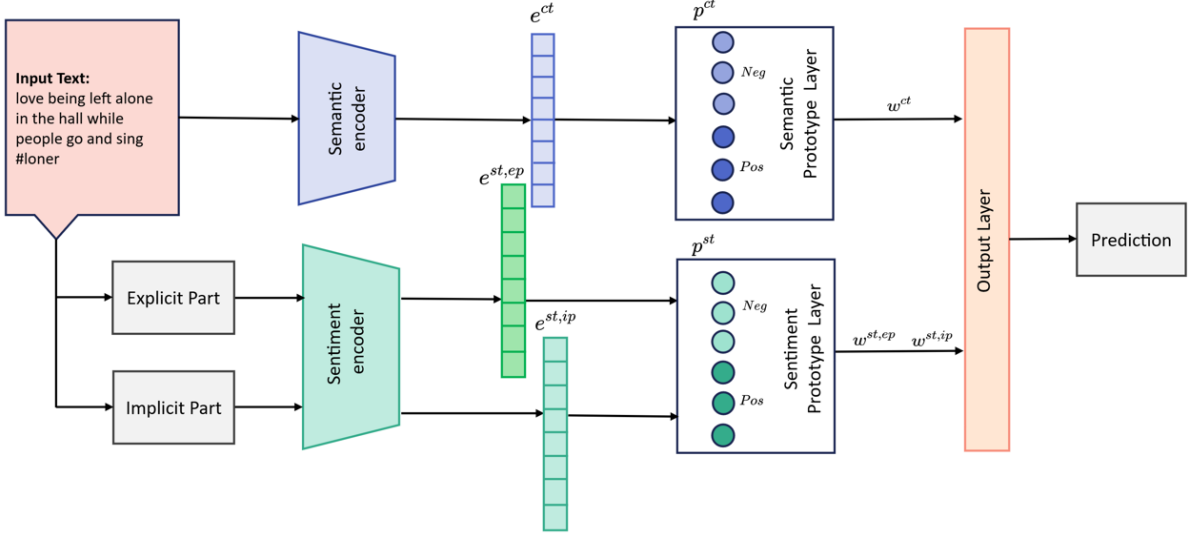 Input Text:
love being left alone
in the hall while
people go and sing
#loner
Semantic
encoder
e^{ct}
p^{ct}
Neg
Pos
Semantic
Prototype Layer
w^{ct}
Explicit Part
Implicit Part
Sentiment
encoder
e^{st,ep}
e^{st,ip}
p^{st}
Neg
Pos
Sentiment
Prototype Layer
w^{st,ep} w^{st,ip}
Output Layer
Prediction